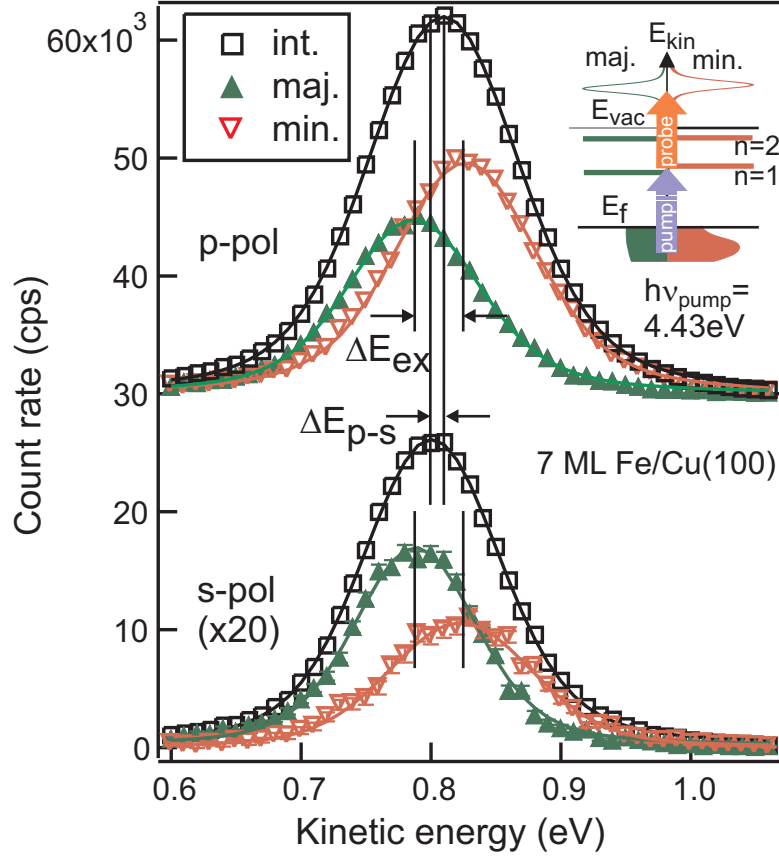 60x10³
50
40
30
20
10
0
Count rate (cps)
0.6
0.7
0.8
0.9
1.0
Kinetic energy (eV)
int.
maj.
min.
p-pol
ΔE_ex
ΔE_p-s
7 ML Fe/Cu(100)
s-pol
(x20)
E_kin
maj.
min.
E_vac
probe
n=2
n=1
E_f
pump
hν_pump=
4.43eV